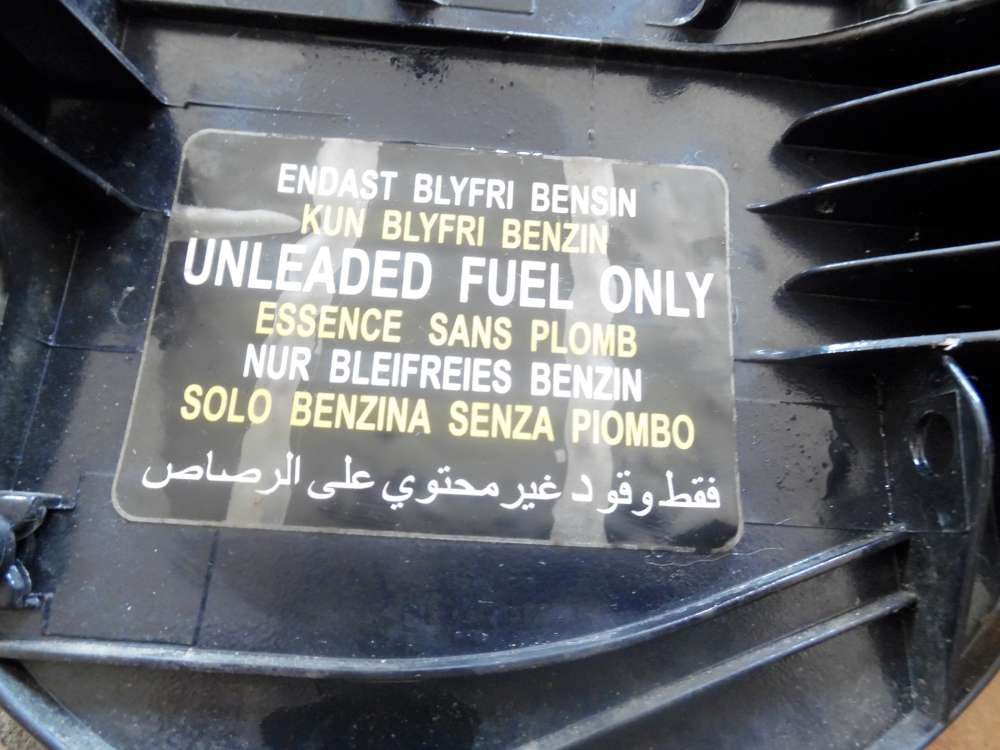 ENDAST BLYFRI BENSIN
KUN BLYFRI BENZIN
UNLEADED FUEL ONLY
ESSENCE SANS PLOMB
NUR BLEIFREIES BENZIN
SOLO BENZINA SENZA PIOMBO
فقط وقود غير محتوي على الرصاص